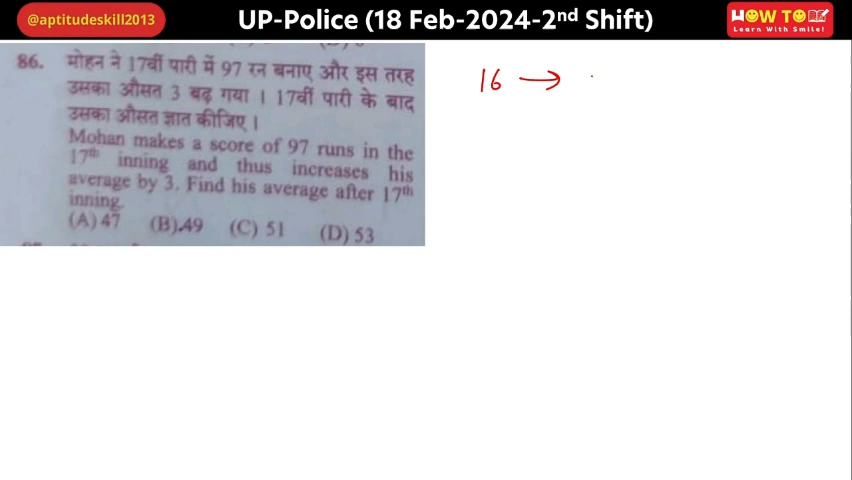 @aptitudeskill2013
UP-Police (18 Feb-2024-2nd Shift)
HOW TO
Learn With Smile!
86. मोहन ने 17वीं पारी में 97 रन बनाए और इस तरह
उसका औसत 3 बढ़ गया । 17वीं पारी के बाद
उसका औसत ज्ञात कीजिए ।
Mohan makes a score of 97 runs in the
17th inning and thus increases his
average by 3. Find his average after 17th
inning.
(A) 47 (B) 49 (C) 51 (D) 53
16 →